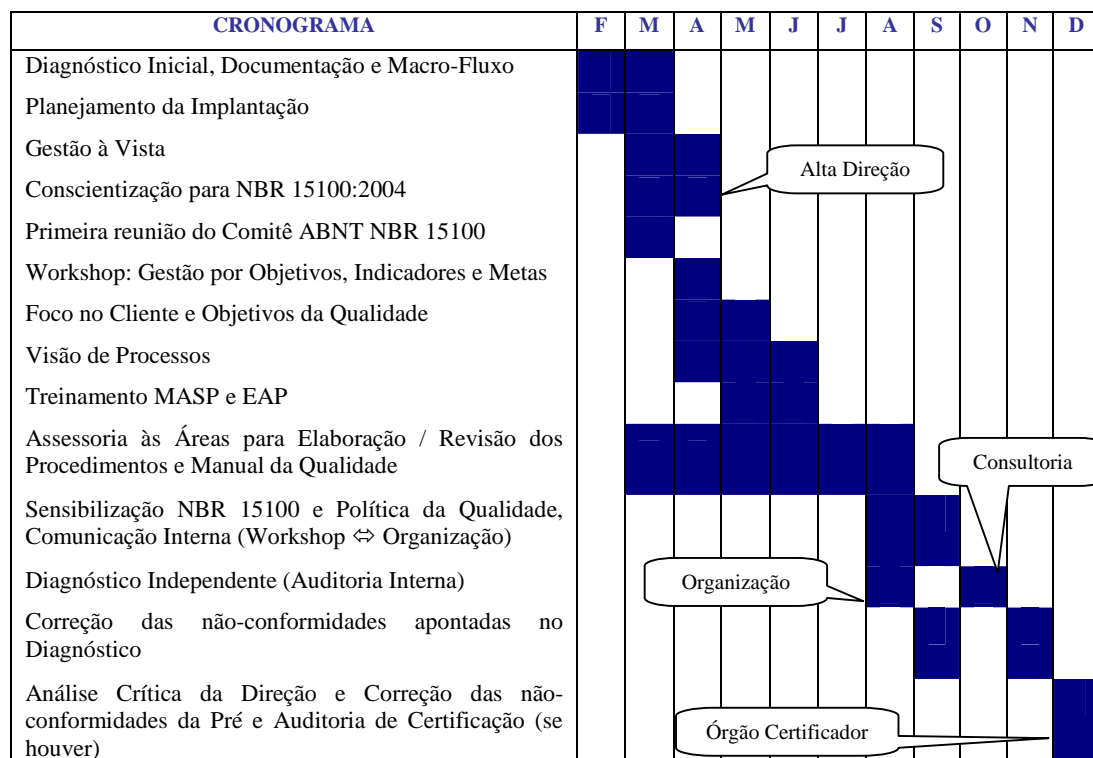 CRONOGRAMA F M A M J J A S O N D
Diagnóstico Inicial, Documentação e Macro-Fluxo
Planejamento da Implantação
Gestão à Vista
Alta Direção
Conscientização para NBR 15100:2004
Primeira reunião do Comitê ABNT NBR 15100
Workshop: Gestão por Objetivos, Indicadores e Metas
Foco no Cliente e Objetivos da Qualidade
Visão de Processos
Treinamento MASP e EAP
Assessoria às Áreas para Elaboração / Revisão dos
Procedimentos e Manual da Qualidade
Consultoria
Sensibilização NBR 15100 e Política da Qualidade,
Comunicação Interna (Workshop ⇔ Organização)
Diagnóstico Independente (Auditoria Interna)
Organização
Correção das não-conformidades apontadas no
Diagnóstico
Análise Crítica da Direção e Correção das não-
conformidades da Pré e Auditoria de Certificação (se
houver)
Órgão Certificador